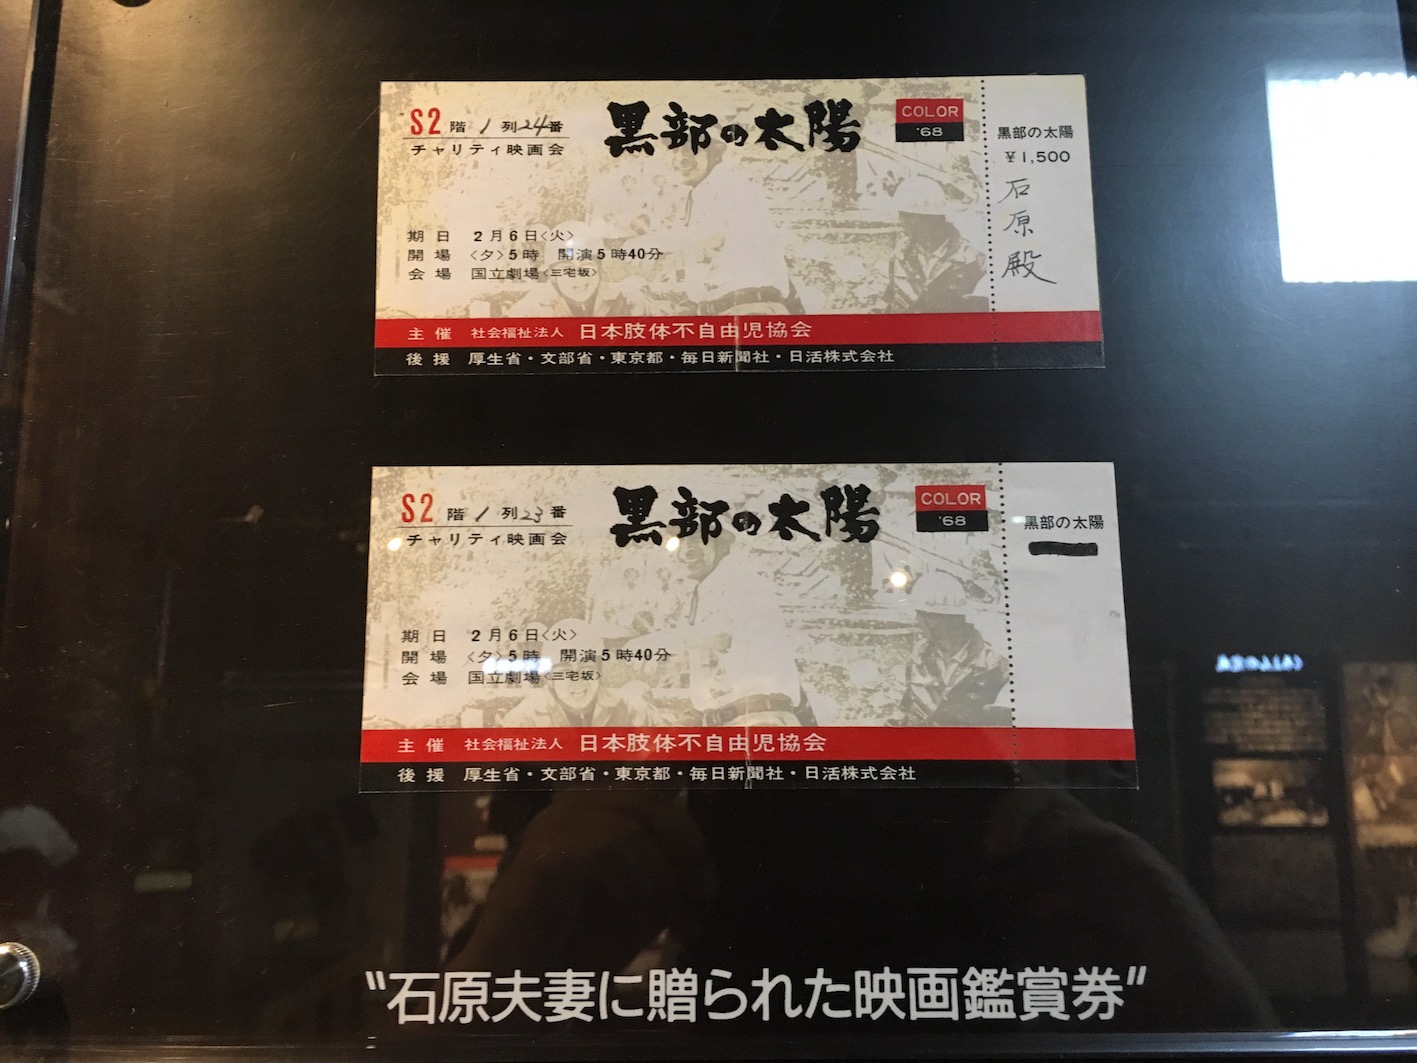 S2 階 1 列 24 番
チャリティ映画会
黒部の太陽
COLOR
'68
期日 2月6日<火>
開場 <夕>5時 開演5時40分
会場 国立劇場<三宅坂>
主催 社会福祉法人 日本肢体不自由児協会
後援 厚生省・文部省・東京都・毎日新聞社・日活株式会社
黒部の太陽
¥1,500
石原殿
S2 階 1 列 23 番
チャリティ映画会
黒部の太陽
COLOR
'68
期日 2月6日<火>
開場 <夕>5時 開演5時40分
会場 国立劇場<三宅坂>
主催 社会福祉法人 日本肢体不自由児協会
後援 厚生省・文部省・東京都・毎日新聞社・日活株式会社
黒部の太陽
"石原夫妻に贈られた映画鑑賞券"